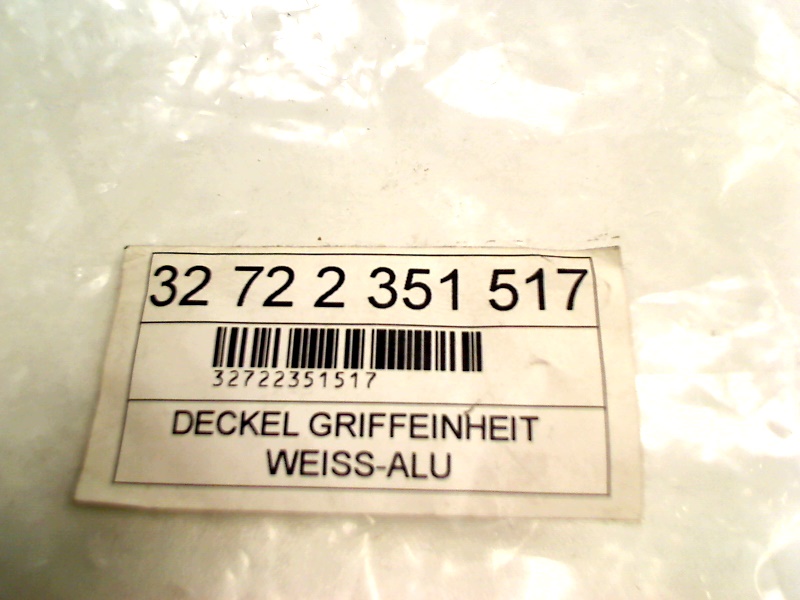 32 72 2 351 517
32722351517
DECKEL GRIFFEINHEIT
WEISS-ALU